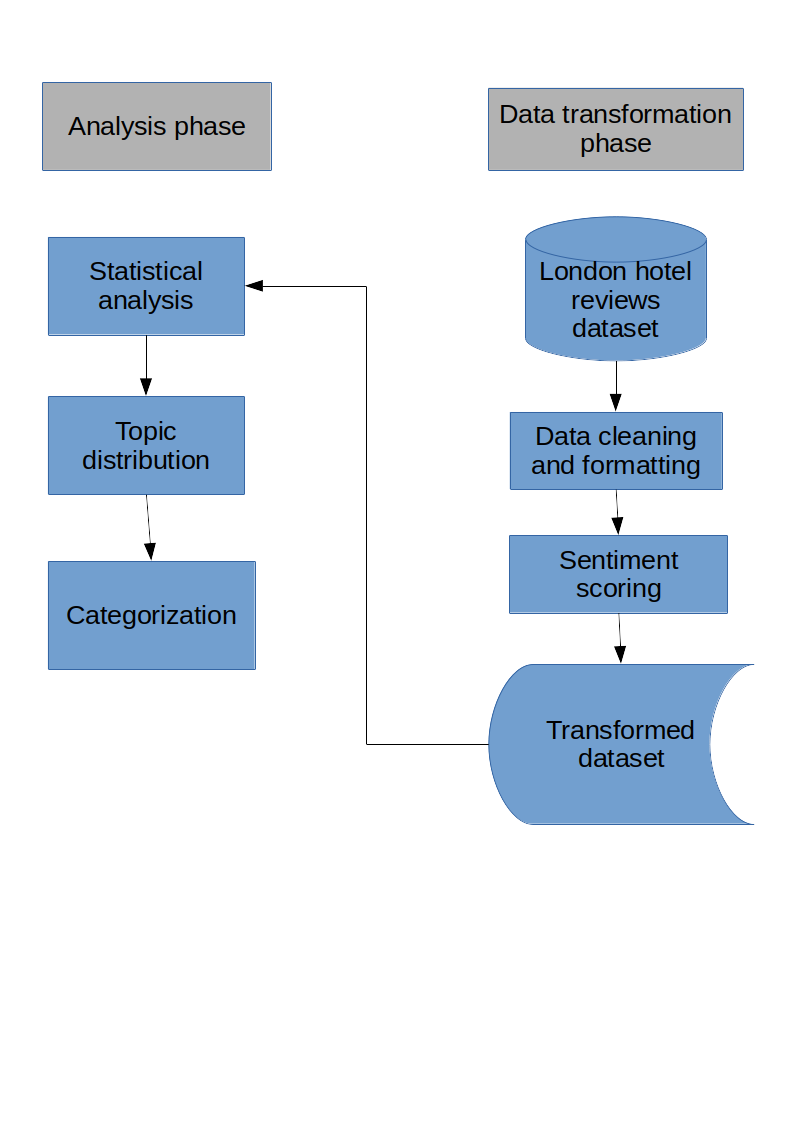 Analysis phase
Data transformation
phase
Statistical
analysis
London hotel
reviews
dataset
Topic
distribution
Data cleaning
and formatting
Categorization
Sentiment
scoring
Transformed
dataset